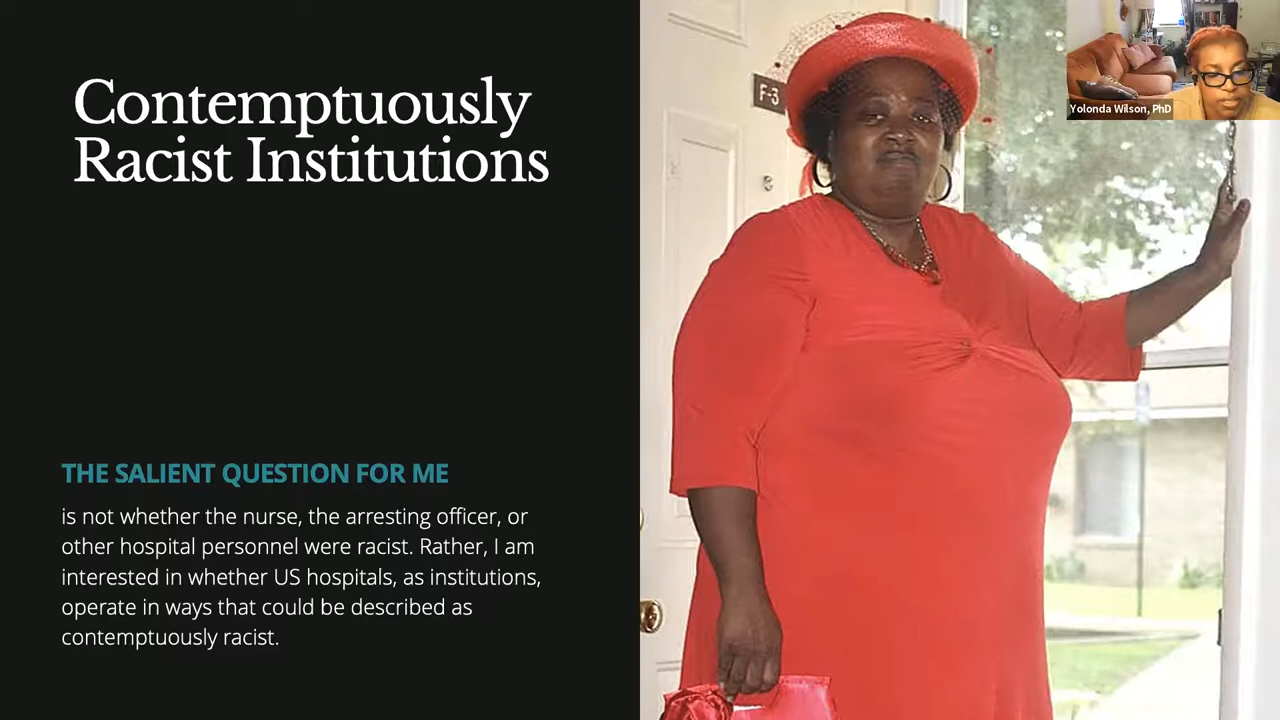 Contemptuously
Racist Institutions
THE SALIENT QUESTION FOR ME
is not whether the nurse, the arresting officer, or
other hospital personnel were racist. Rather, I am
interested in whether US hospitals, as institutions,
operate in ways that could be described as
contemptuously racist.
F-3
Yolonda Wilson, PhD